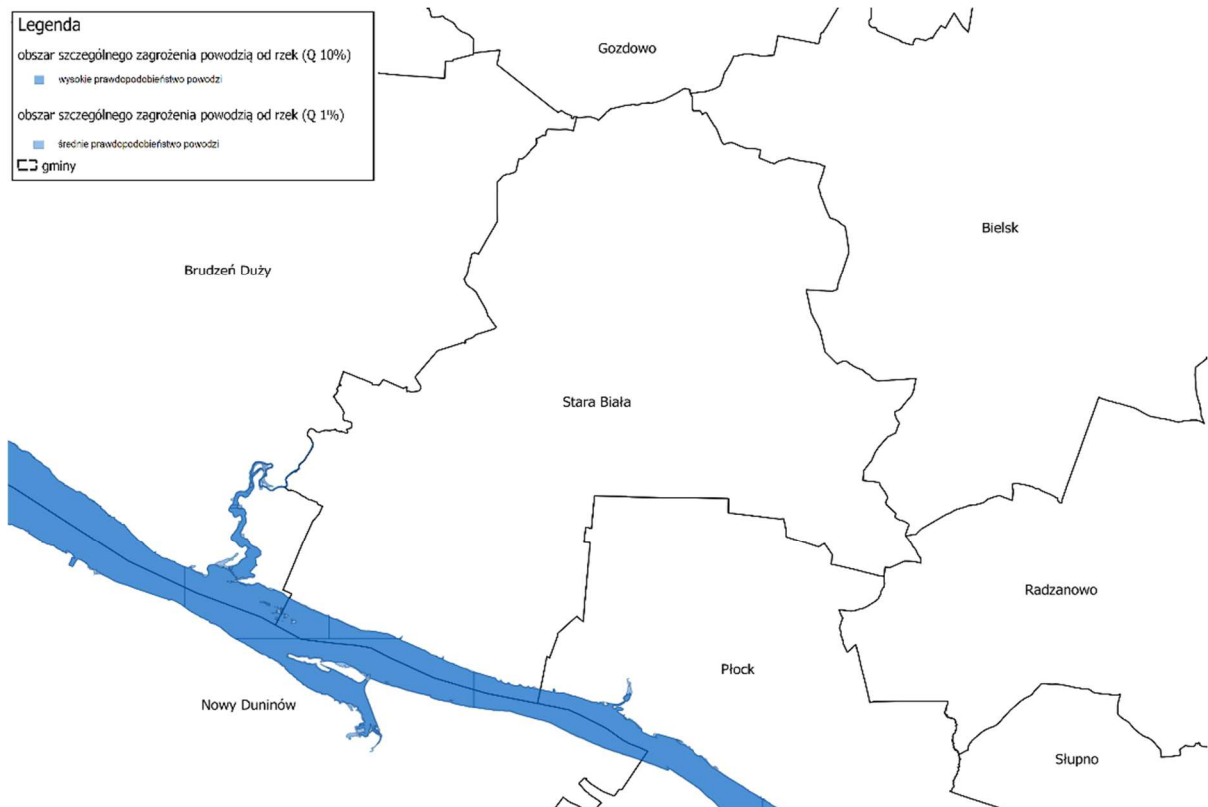 Legenda
obszar szczególnego zagrożenia powodzią od rzek (Q 10%)
wysokie prawdopodobieństwo powodzi
obszar szczególnego zagrożenia powodzią od rzek (Q 1%)
średnie prawdopodobieństwo powodzi
gminy
Gozdowo
Bielsk
Brudzeń Duży
Stara Biała
Radzanowo
Płock
Nowy Duninów
Słupno